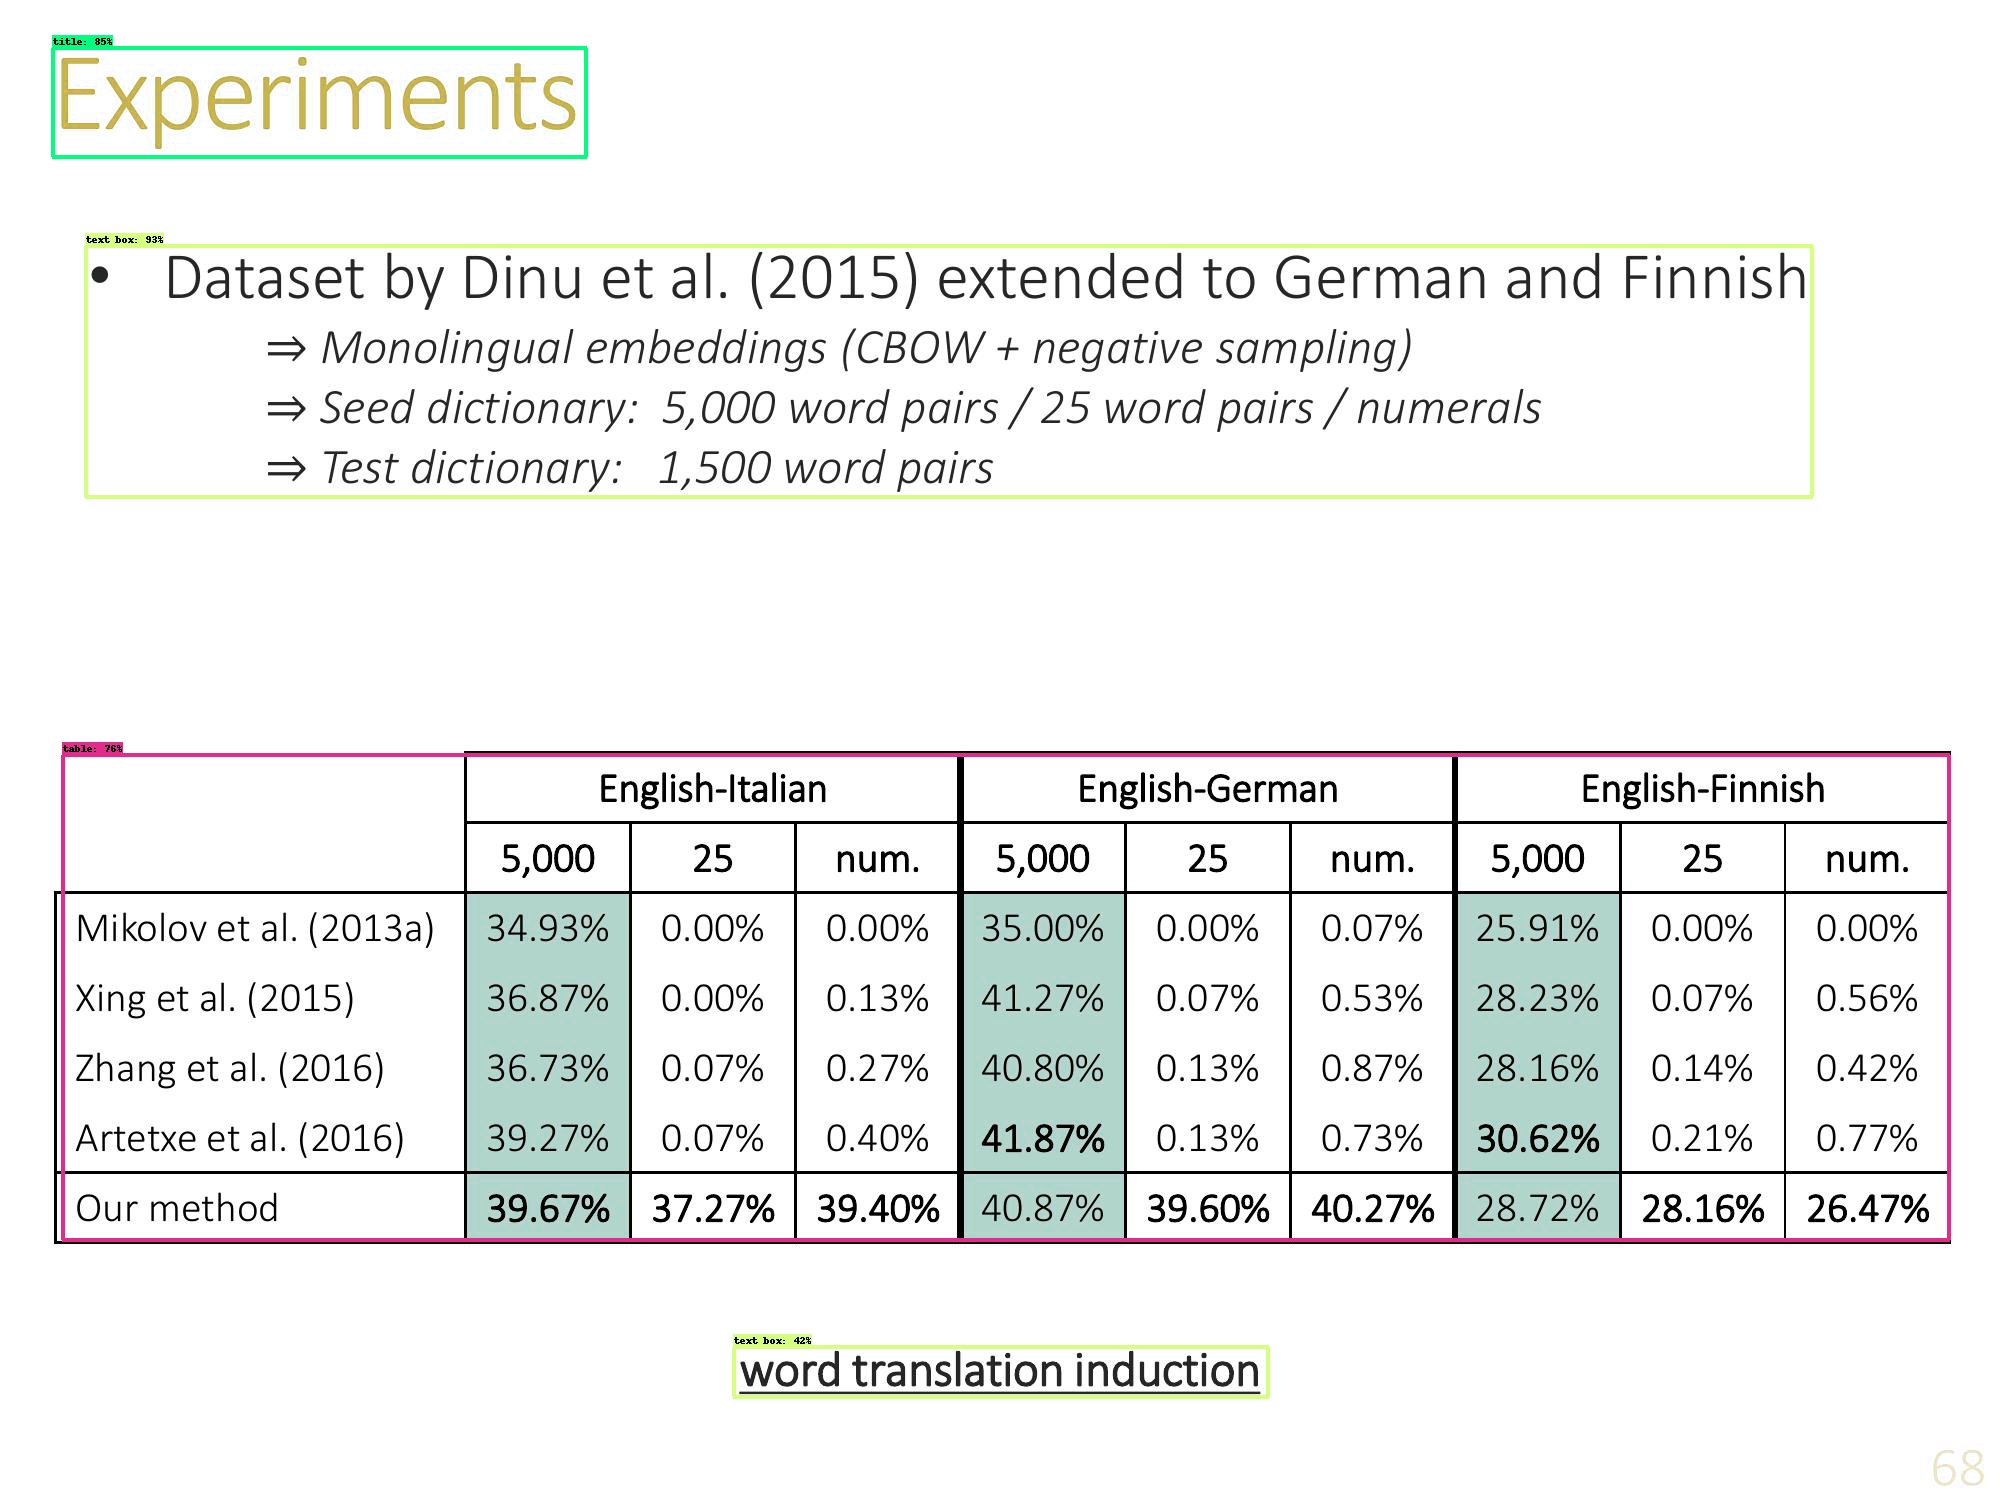 title: 85%
Experiments
text box: 93%
• Dataset by Dinu et al. (2015) extended to German and Finnish
⇒ Monolingual embeddings (CBOW + negative sampling)
⇒ Seed dictionary: 5,000 word pairs / 25 word pairs / numerals
⇒ Test dictionary: 1,500 word pairs
table: 76%
English-Italian English-German English-Finnish
5,000 25 num. 5,000 25 num. 5,000 25 num.
Mikolov et al. (2013a) 34.93% 0.00% 0.00% 35.00% 0.00% 0.07% 25.91% 0.00% 0.00%
Xing et al. (2015) 36.87% 0.00% 0.13% 41.27% 0.07% 0.53% 28.23% 0.07% 0.56%
Zhang et al. (2016) 36.73% 0.07% 0.27% 40.80% 0.13% 0.87% 28.16% 0.14% 0.42%
Artetxe et al. (2016) 39.27% 0.07% 0.40% 41.87% 0.13% 0.73% 30.62% 0.21% 0.77%
Our method 39.67% 37.27% 39.40% 40.87% 39.60% 40.27% 28.72% 28.16% 26.47%
text box: 42%
word translation induction
68